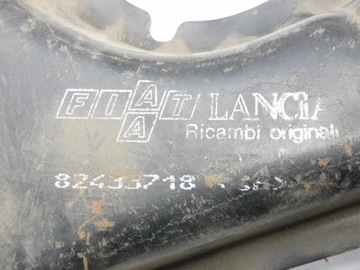 FIAT LANCIA
Ricambi originali
82433718